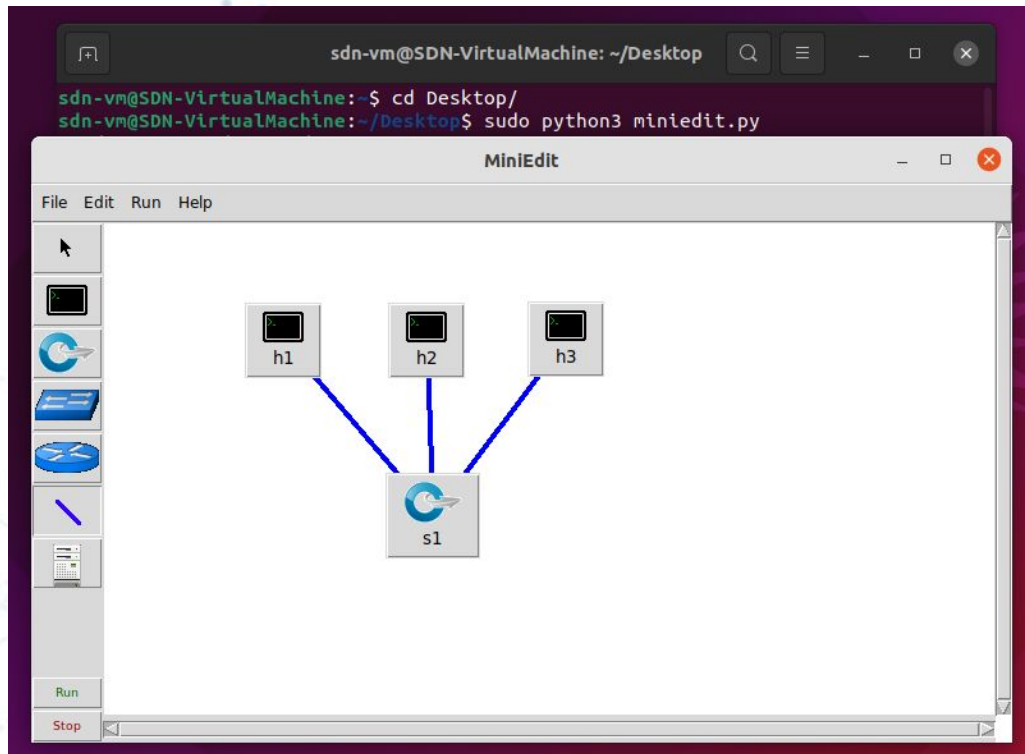 sdn-vm@SDN-VirtualMachine: ~/Desktop
sdn-vm@SDN-VirtualMachine:~$ cd Desktop/
sdn-vm@SDN-VirtualMachine:~/Desktop$ sudo python3 miniedit.py
MiniEdit
File Edit Run Help
h1 h2 h3
s1
Run
Stop